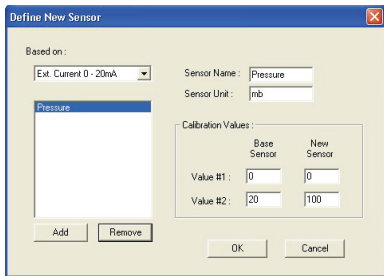 Define New Sensor
Based on :
Ext. Current 0 - 20mA
Sensor Name : Pressure
Sensor Unit : mb
Pressure
Calibration Values :
Base Sensor New Sensor
Value #1 : 0 0
Value #2 : 20 100
Add Remove
OK Cancel